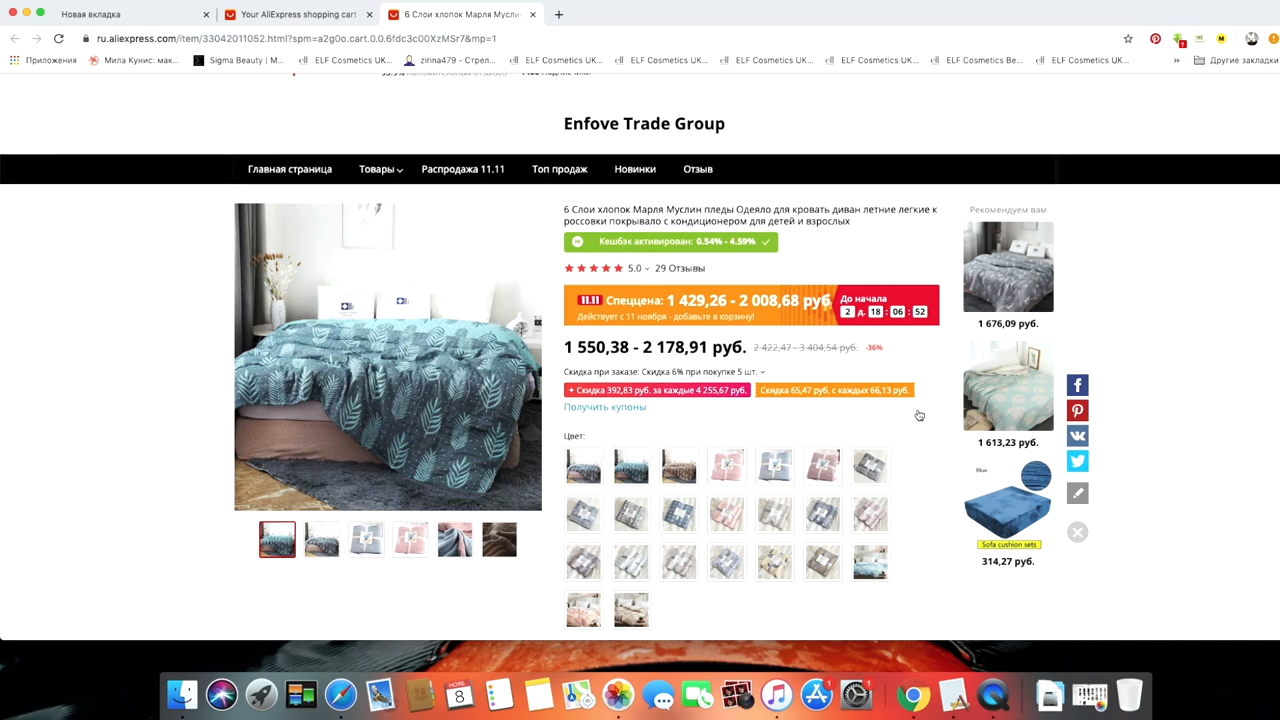 Новая вкладка
Your AliExpress shopping cart
6 Слои хлопок Марля Мусли
ru.aliexpress.com/item/33042011052.html?spm=a2g0o.cart.0.0.6fdc3c00XzMSr7&mp=1
Приложения
Мила Кунис: мак...
Sigma Beauty | M...
ELF Cosmetics UK...
zirina479 - Стрел...
ELF Cosmetics UK...
ELF Cosmetics UK...
ELF Cosmetics UK...
ELF Cosmetics Be...
ELF Cosmetics UK...
»
Другие закладки
Enfove Trade Group
Главная страница
Товары
Распродажа 11.11
Топ продаж
Новинки
Отзыв
6 Слои хлопок Марля Муслин пледы Одеяло для кровать диван летние легкие к
россовки покрывало с кондиционером для детей и взрослых
M Кешбэк активирован: 0.54% - 4.59%
5.0
29 Отзывы
11.11 Спеццена: 1 429,26 - 2 008,68 руб.
Действует с 11 ноября - добавьте в корзину!
До начала
2 д. 18 : 06 : 52
1 550,38 - 2 178,91 руб.
2 422,47 - 3 404,54 руб.
-36%
Скидка при заказе: Скидка 6% при покупке 5 шт.
Скидка 392,83 руб. за каждые 4 255,67 руб.
Скидка 65,47 руб. с каждых 66,13 руб.
Получить купоны
Цвет:
Рекомендуем вам
1 676,09 руб.
1 613,23 руб.
Blue
Sofa cushion sets
314,27 руб.
НОЯБ.
8